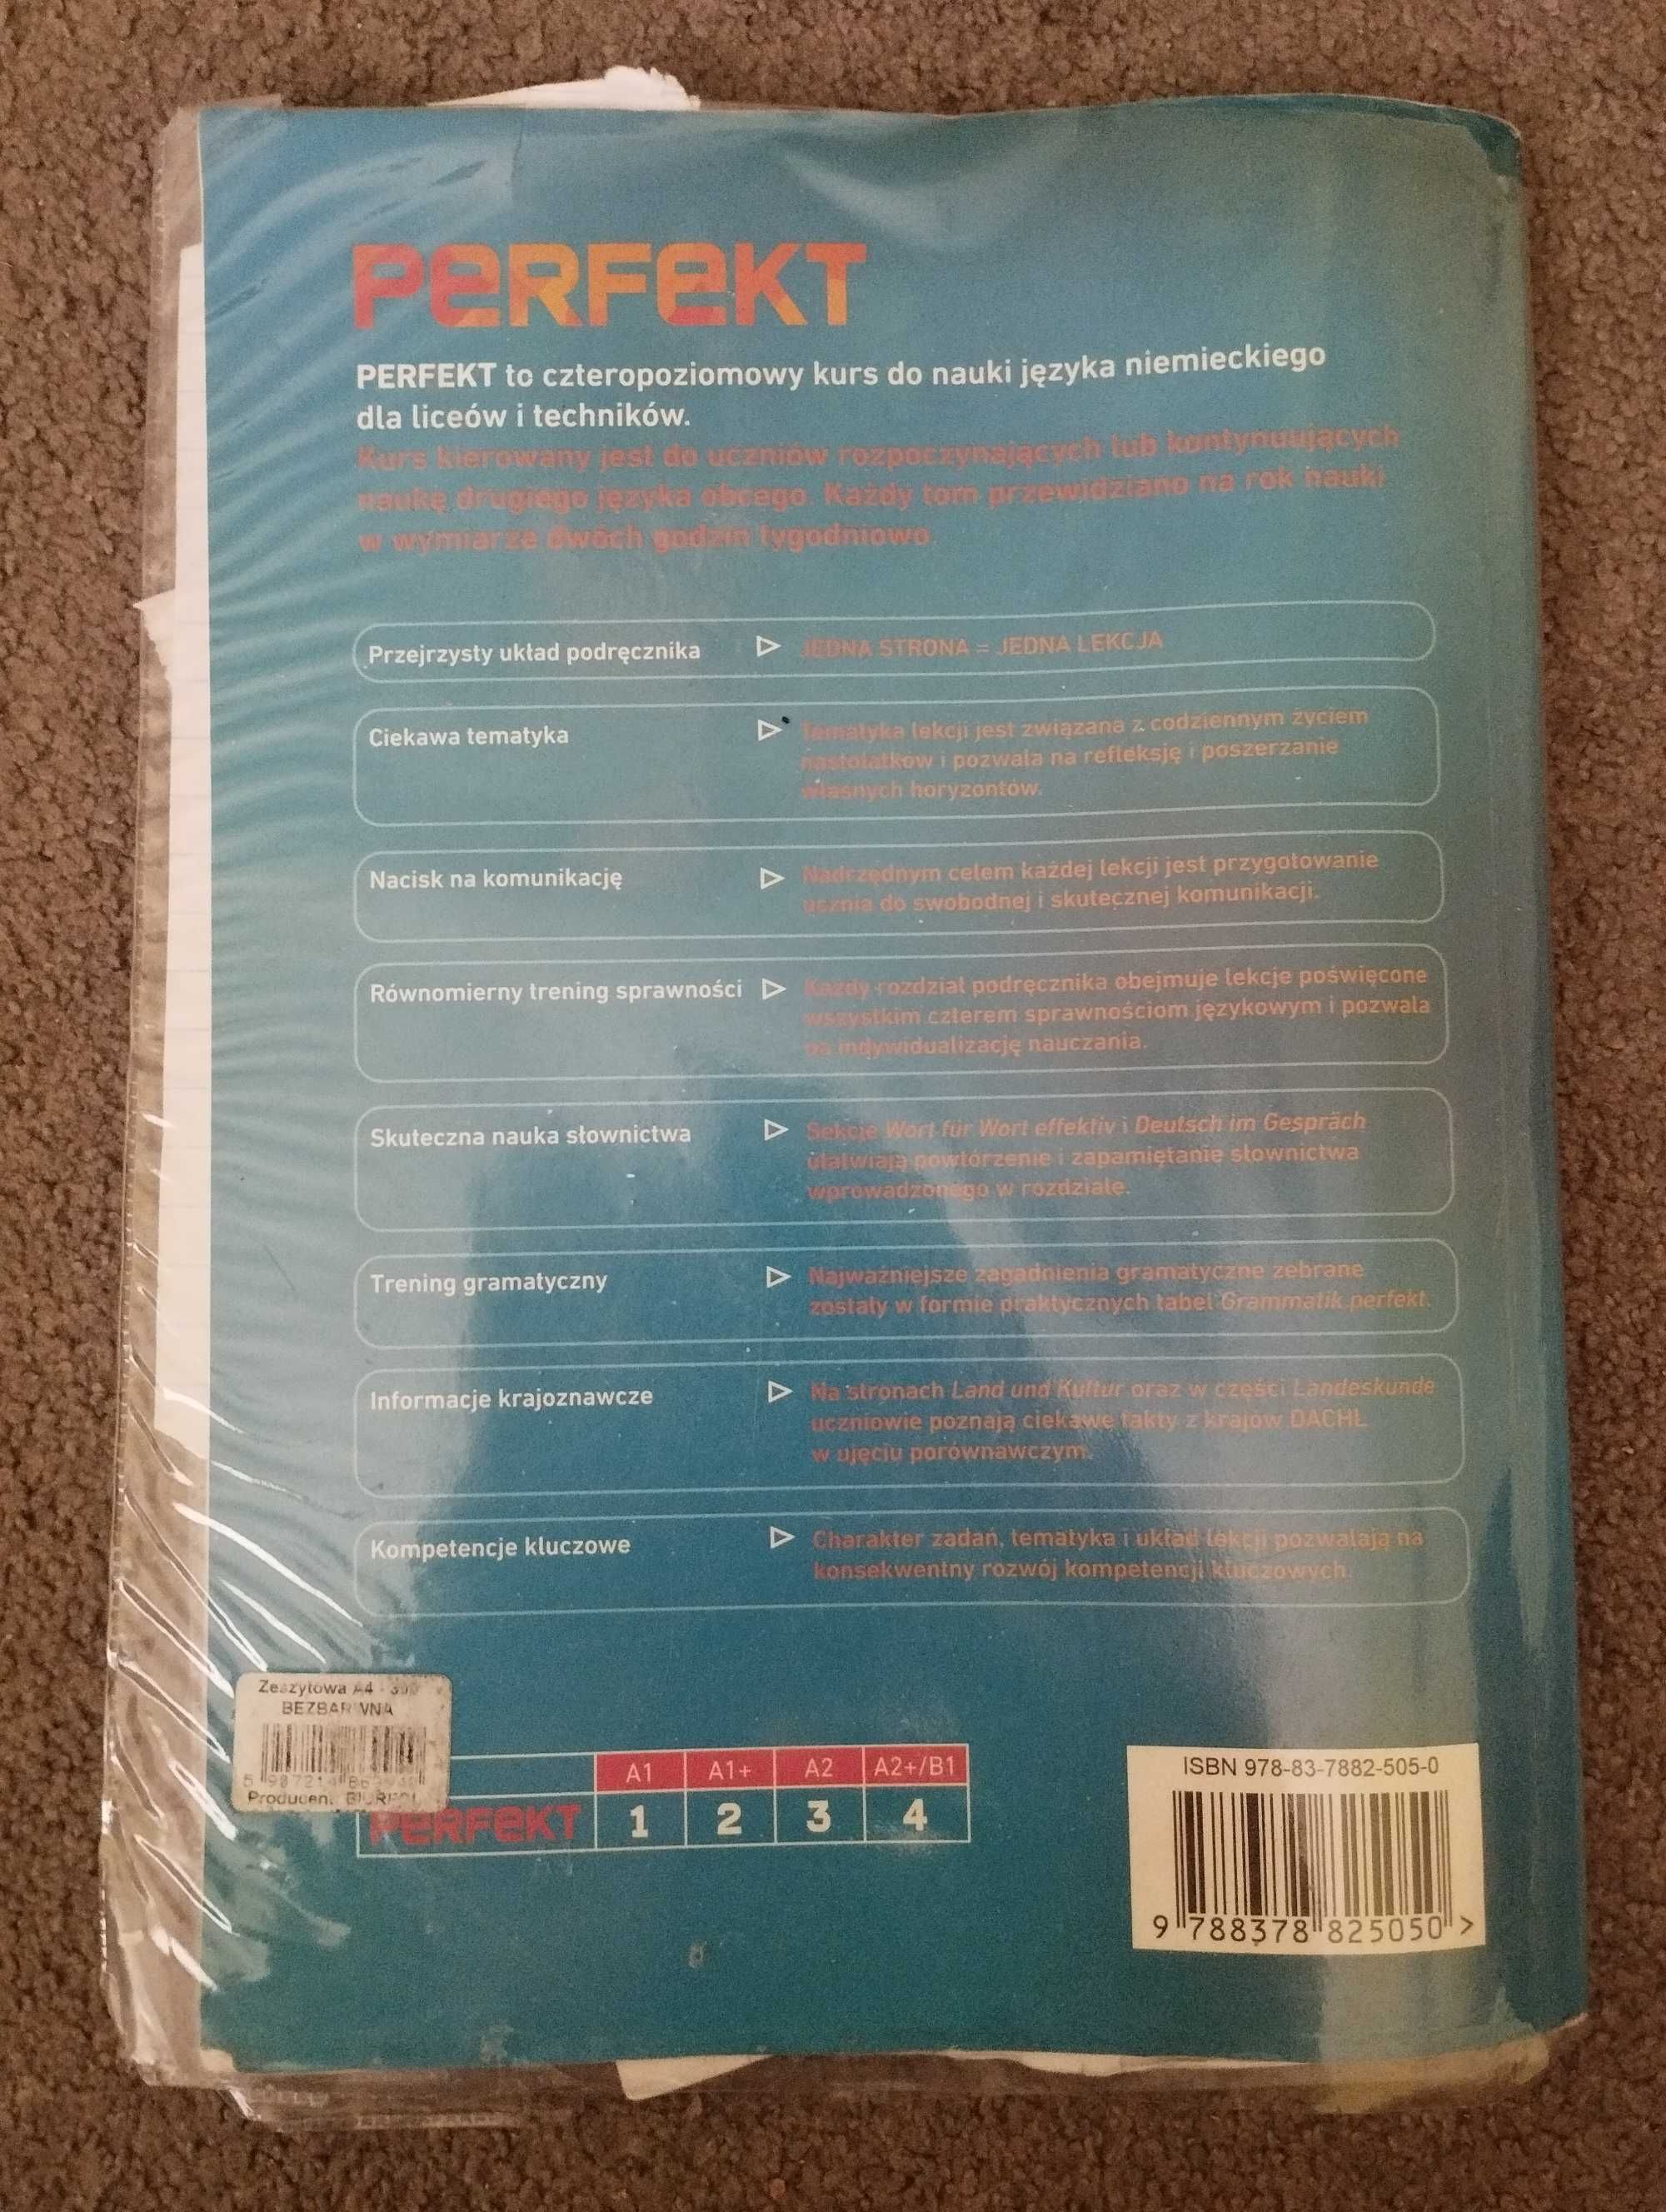 PERFEKT
PERFEKT to czteropoziomowy kurs do nauki języka niemieckiego
dla liceów i techników.
Kurs kierowany jest do uczniów rozpoczynających lub kontynuujących
naukę drugiego języka obcego. Każdy tom przewidziano na rok nauki
w wymiarze dwóch godzin tygodniowo.
Przejrzysty układ podręcznika
JEDNA STRONA = JEDNA LEKCJA
Ciekawa tematyka
Tematyka lekcji jest związana z codziennym życiem
nastolatków i pozwala na refleksję i poszerzanie
własnych horyzontów.
Nacisk na komunikację
Nadrzędnym celem każdej lekcji jest przygotowanie
ucznia do swobodnej i skutecznej komunikacji.
Równomierny trening sprawności
Każdy rozdział podręcznika obejmuje lekcje poświęcone
wszystkim czterem sprawnościom językowym i pozwala
na indywidualizację nauczania.
Skuteczna nauka słownictwa
Sekcje Wort für Wort effektiv i Deutsch im Gespräch
ułatwiają powtórzenie i zapamiętanie słownictwa
wprowadzonego w rozdziale.
Trening gramatyczny
Najważniejsze zagadnienia gramatyczne zebrane
zostały w formie praktycznych tabel Grammatik perfekt.
Informacje krajoznawcze
Na stronach Land und Kultur oraz w części Landeskunde
uczniowie poznają ciekawe fakty z krajów DACHL
w ujęciu porównawczym.
Kompetencje kluczowe
Charakter zadań, tematyka i układ lekcji pozwalają na
konsekwentny rozwój kompetencji kluczowych.
Zeszytowa A4 -
Producent:
A1 A1+ A2 A2+/B1
PERFEKT 1 2 3 4
ISBN 978-83-7882-505-0
9 788378 825050 >